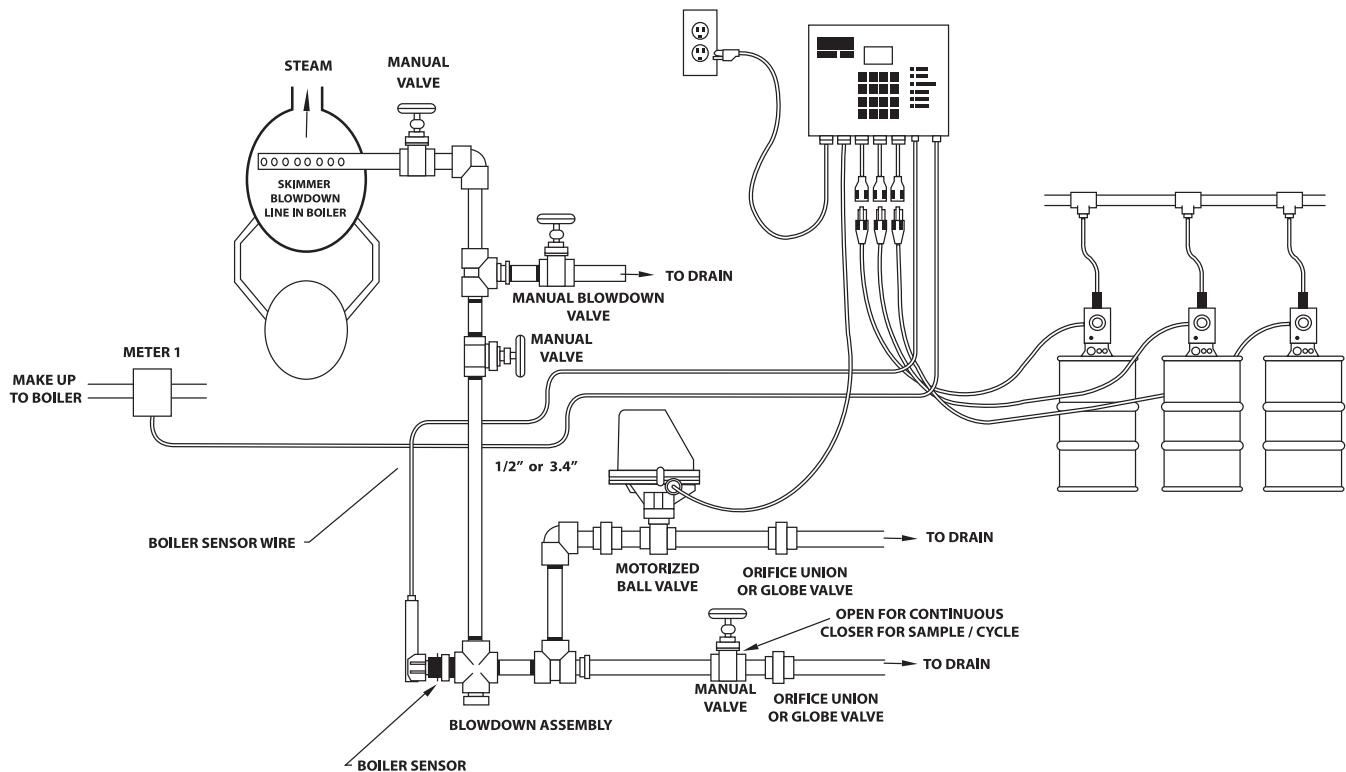 STEAM
MANUAL
VALVE
SKIMMER
BLOWDOWN
LINE IN BOILER
TO DRAIN
MANUAL BLOWDOWN
VALVE
MANUAL
VALVE
METER 1
MAKE UP
TO BOILER
1/2” or 3.4”
BOILER SENSOR WIRE
TO DRAIN
MOTORIZED
BALL VALVE
ORIFICE UNION
OR GLOBE VALVE
OPEN FOR CONTINUOUS
CLOSER FOR SAMPLE / CYCLE
TO DRAIN
MANUAL
VALVE
ORIFICE UNION
OR GLOBE VALVE
BLOWDOWN ASSEMBLY
BOILER SENSOR